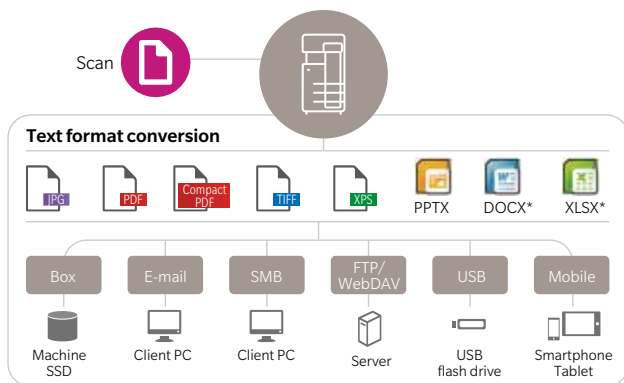 Scan
Text format conversion
JPG
PDF
Compact
PDF
TIFF
XPS
PPTX
DOCX*
XLSX*
Box
E-mail
SMB
FTP/
WebDAV
USB
Mobile
Machine
SSD
Client PC
Client PC
Server
USB
flash drive
Smartphone
Tablet